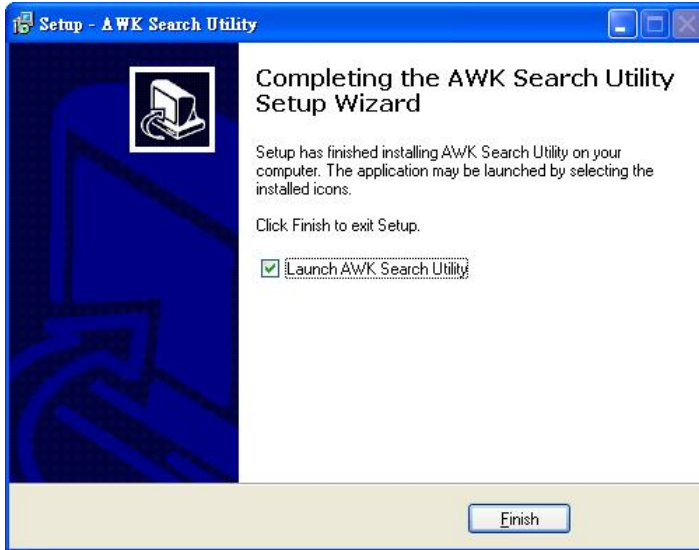 Setup - AWK Search Utility
Completing the AWK Search Utility
Setup Wizard
Setup has finished installing AWK Search Utility on your
computer. The application may be launched by selecting the
installed icons.
Click Finish to exit Setup.
Launch AWK Search Utility
Finish